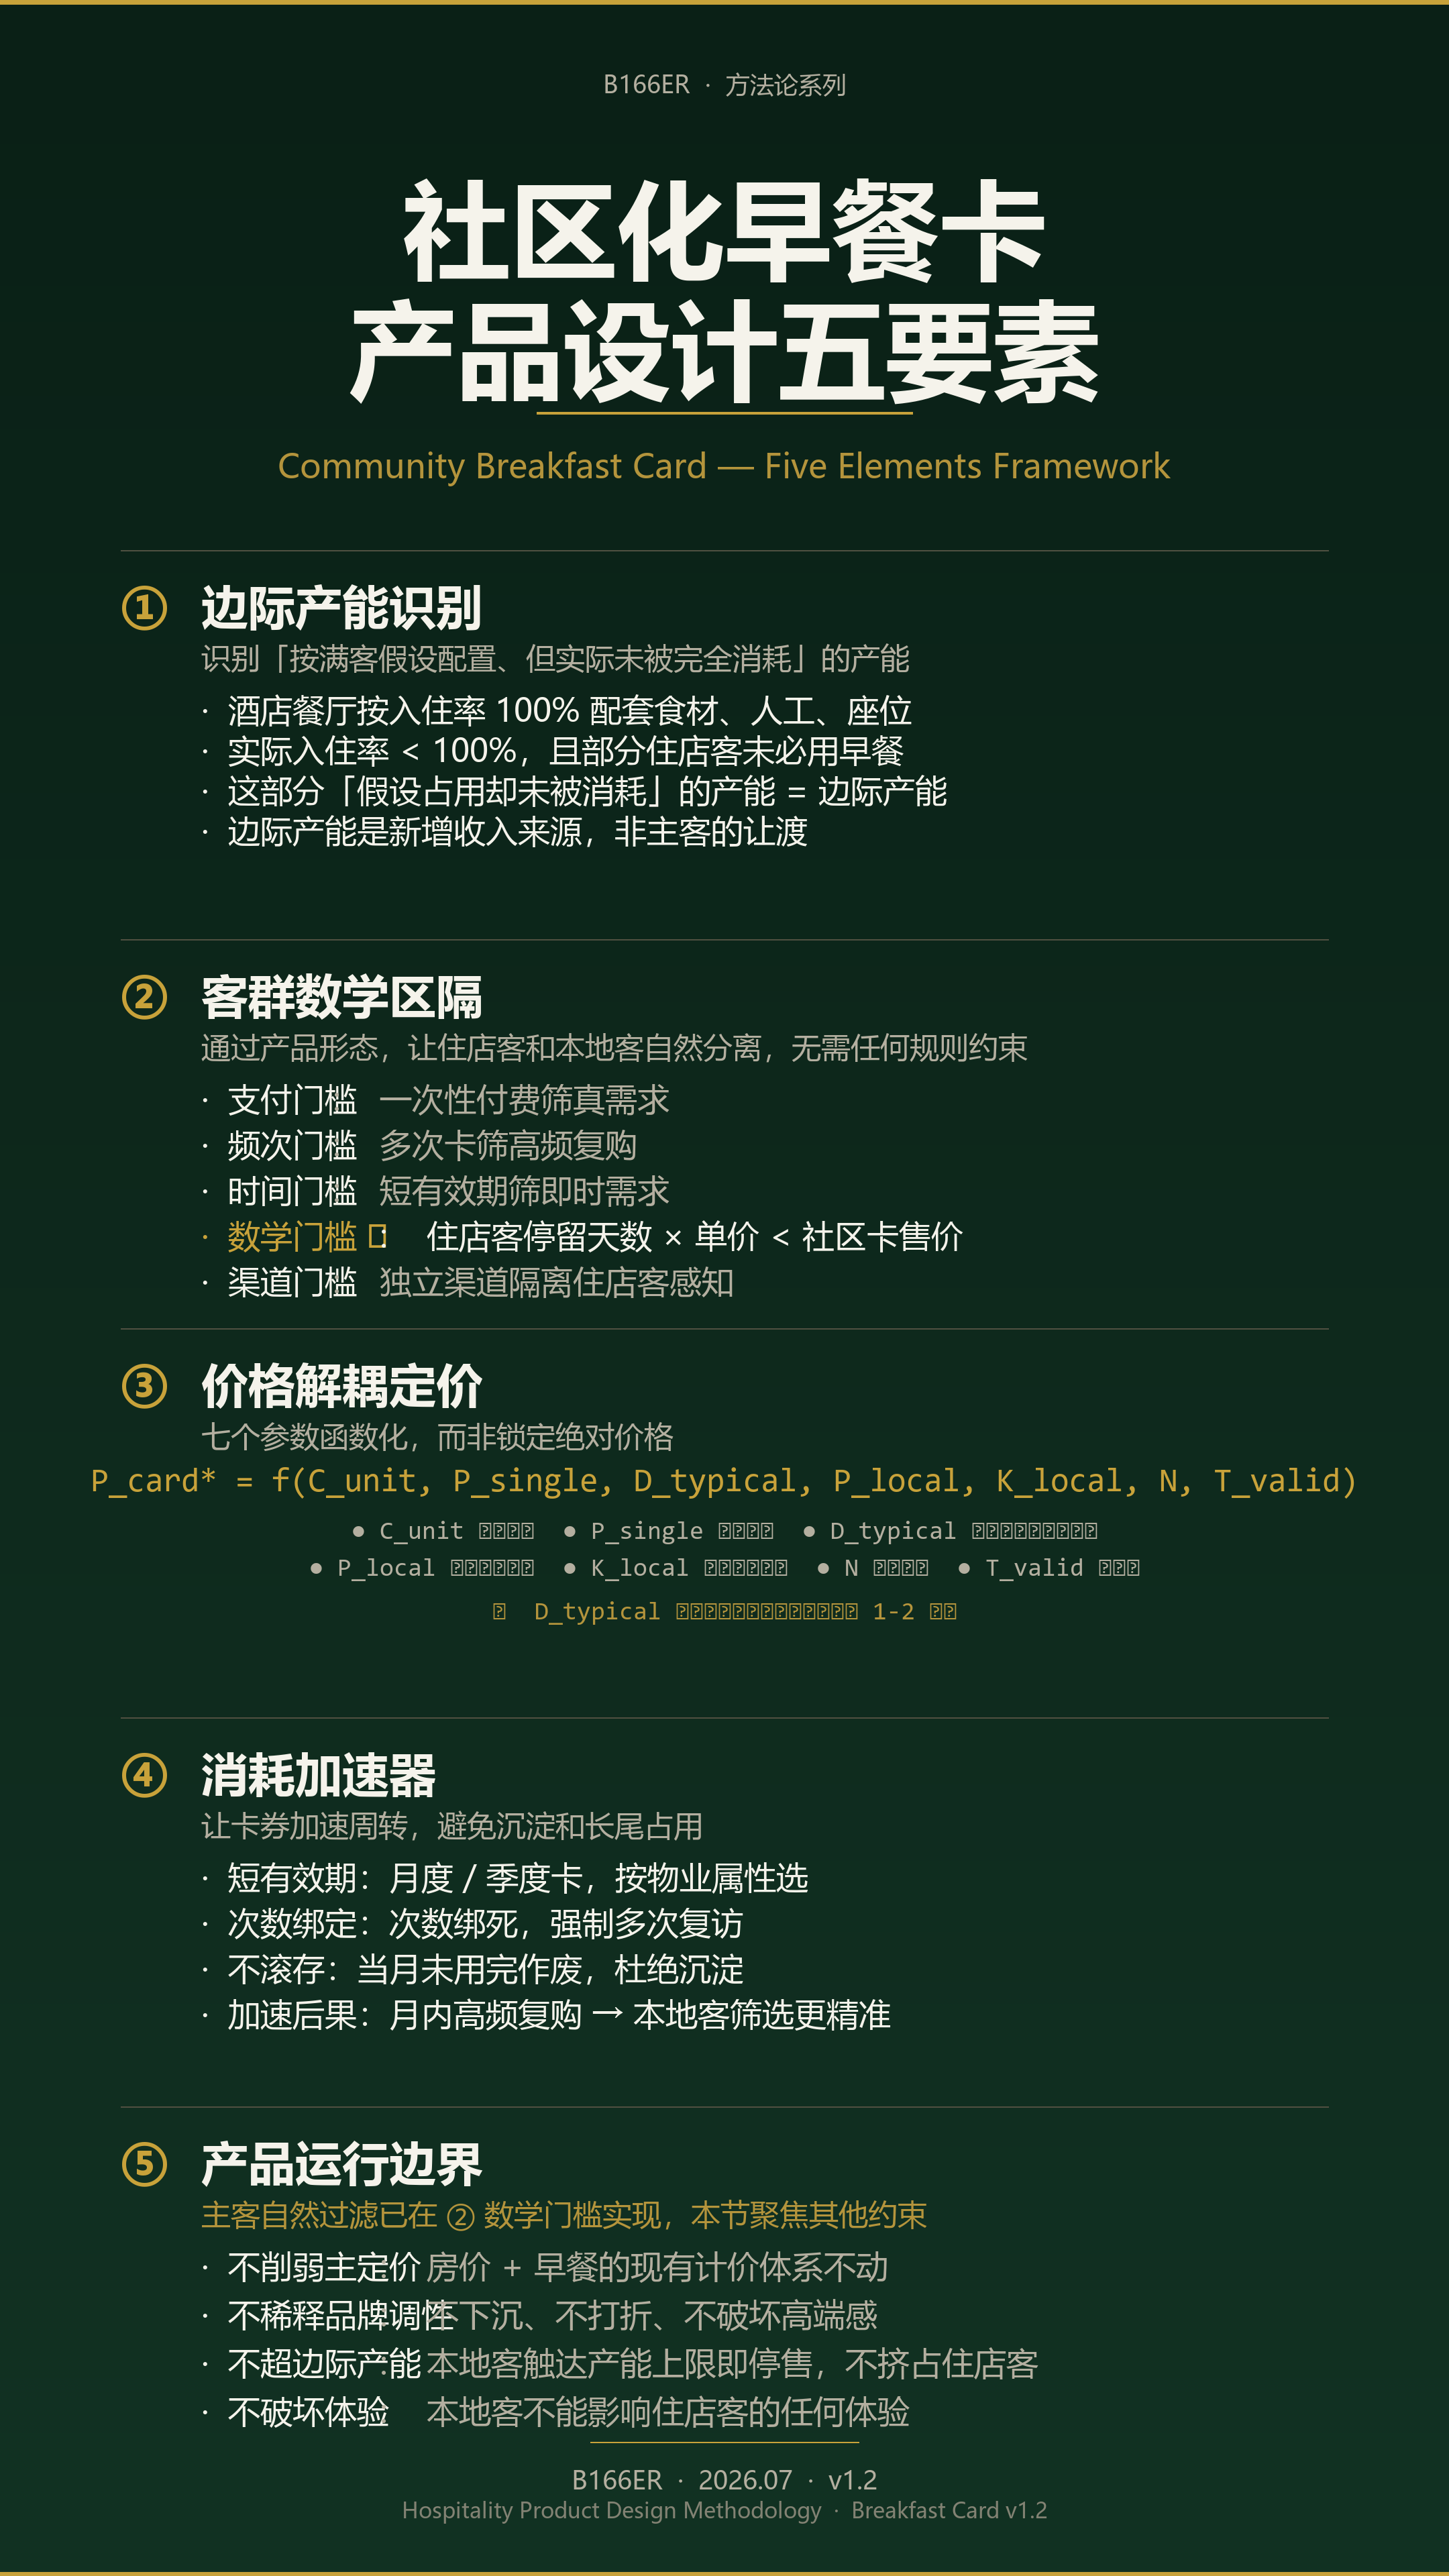 B166ER · 方法论系列
社区化早餐卡
产品设计五要素
Community Breakfast Card — Five Elements Framework
① 边际产能识别
识别「按满客假设配置、但实际未被完全消耗」的产能
· 酒店餐厅按入住率 100% 配套食材、人工、座位
· 实际入住率 < 100%，且部分住店客未必用早餐
· 这部分「假设占用却未被消耗」的产能 = 边际产能
· 边际产能是新增收入来源，非主客的让渡
② 客群数学区隔
通过产品形态，让住店客和本地客自然分离，无需任何规则约束
· 支付门槛 一次性付费筛真需求
· 频次门槛 多次卡筛高频复购
· 时间门槛 短有效期筛即时需求
· 数学门槛 : 住店客停留天数 × 单价 < 社区卡售价
· 渠道门槛 独立渠道隔离住店客感知
③ 价格解耦定价
七个参数函数化，而非锁定绝对价格
P_card* = f(C_unit, P_single, D_typical, P_local, K_local, N, T_valid)
● C_unit ● P_single ● D_typical
● P_local ● K_local ● N ● T_valid
D_typical 1-2
④ 消耗加速器
让卡券加速周转，避免沉淀和长尾占用
· 短有效期：月度 / 季度卡，按物业属性选
· 次数绑定：次数绑死，强制多次复访
· 不滚存：当月未用完作废，杜绝沉淀
· 加速后果：月内高频复购 → 本地客筛选更精准
⑤ 产品运行边界
主客自然过滤已在 ② 数学门槛实现，本节聚焦其他约束
· 不削弱主定价 房价 + 早餐的现有计价体系不动
· 不稀释品牌调性 不下沉、不打折、不破坏高端感
· 不超边际产能 本地客触达产能上限即停售，不挤占住店客
· 不破坏体验 本地客不能影响住店客的任何体验
B166ER · 2026.07 · v1.2
Hospitality Product Design Methodology · Breakfast Card v1.2